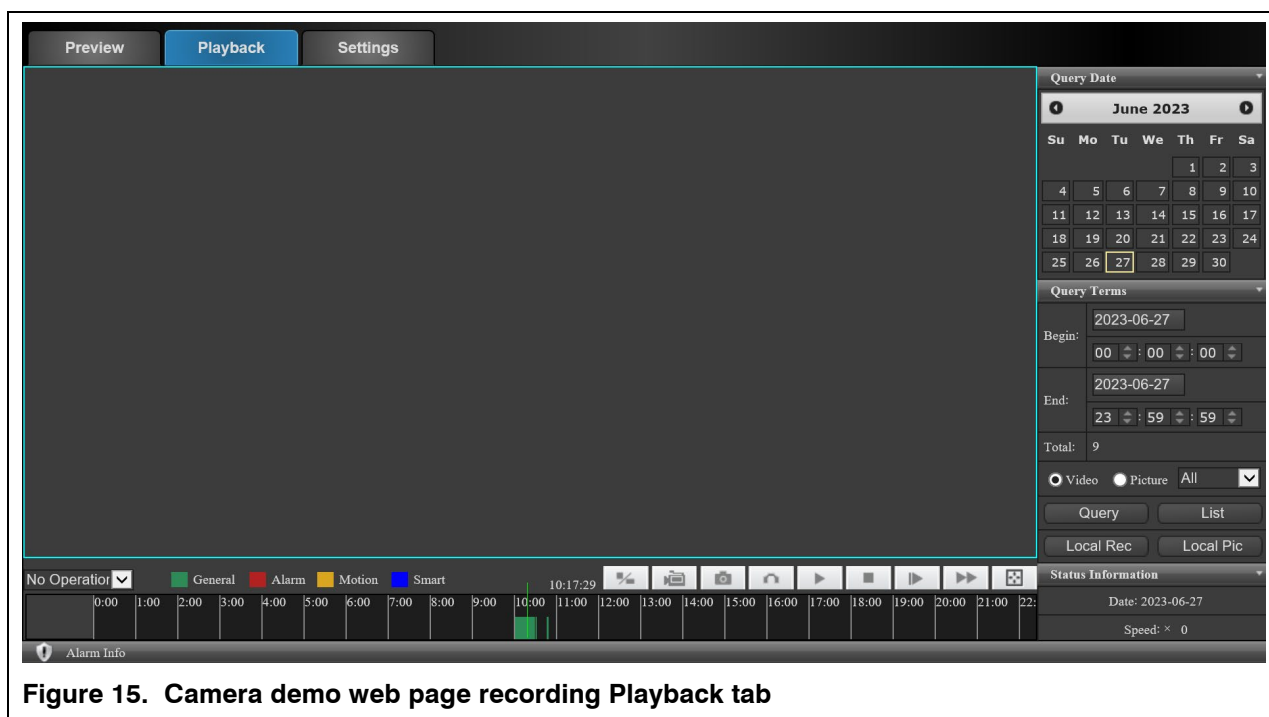 Preview Playback Settings
Query Date
June 2023
Su Mo Tu We Th Fr Sa
1 2 3
4 5 6 7 8 9 10
11 12 13 14 15 16 17
18 19 20 21 22 23 24
25 26 27 28 29 30
Query Terms
Begin: 2023-06-27
00 : 00 : 00
End: 2023-06-27
23 : 59 : 59
Total: 9
Video Picture All
Query List
Local Rec Local Pic
No Operatior General Alarm Motion Smart 10:17:29
0:00 1:00 2:00 3:00 4:00 5:00 6:00 7:00 8:00 9:00 10:00 11:00 12:00 13:00 14:00 15:00 16:00 17:00 18:00 19:00 20:00 21:00 22:
Status Information
Date: 2023-06-27
Speed: × 0
Alarm Info
Figure 15. Camera demo web page recording Playback tab